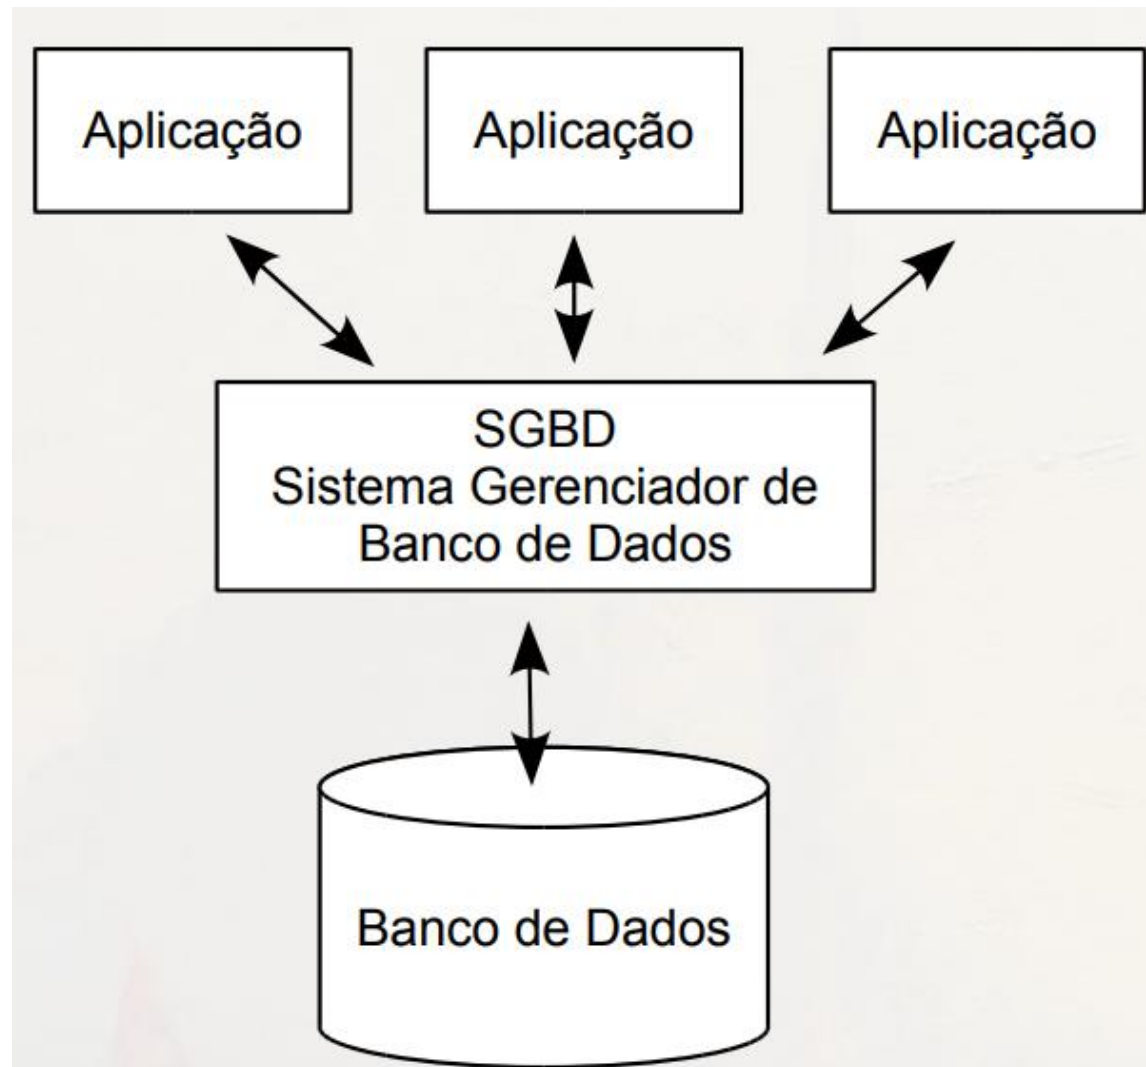 Aplicação
Aplicação
Aplicação
SGBD
Sistema Gerenciador de
Banco de Dados
Banco de Dados